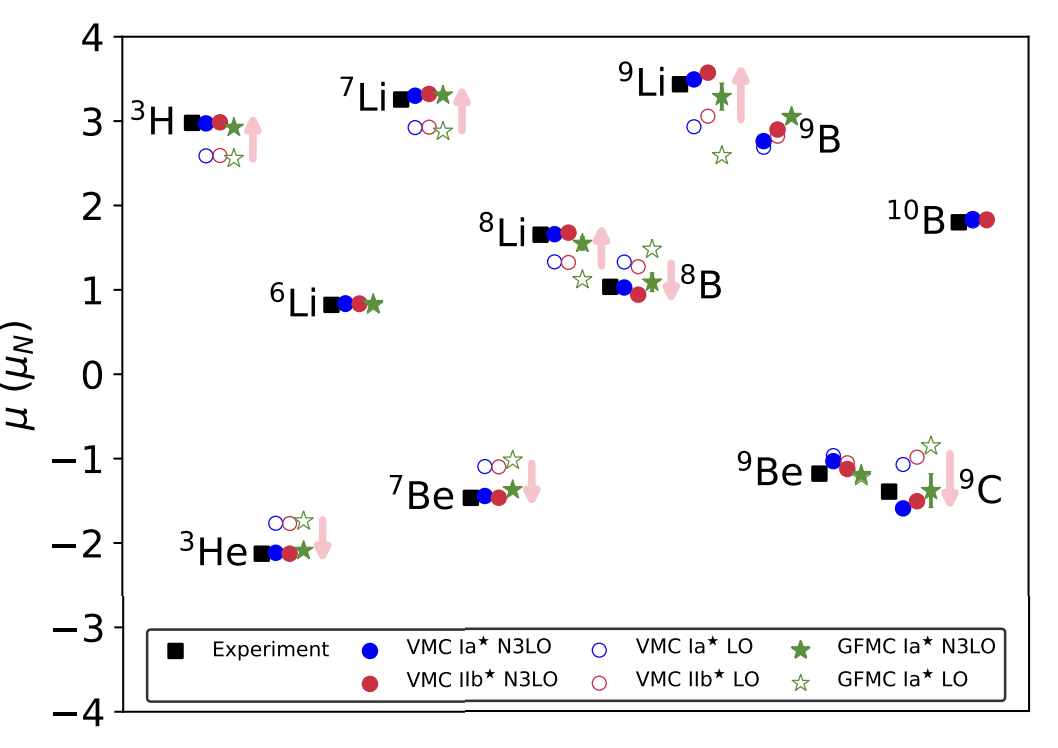 4
3
2
1
0
−1
−2
−3
−4
μ (μ_N)
³H
⁷Li
⁹Li
⁹B
⁸Li
¹⁰B
⁸B
⁶Li
⁷Be
⁹Be
⁹C
³He
Experiment
VMC Ia★ N3LO
VMC Ia★ LO
GFMC Ia★ N3LO
VMC IIb★ N3LO
VMC IIb★ LO
GFMC Ia★ LO